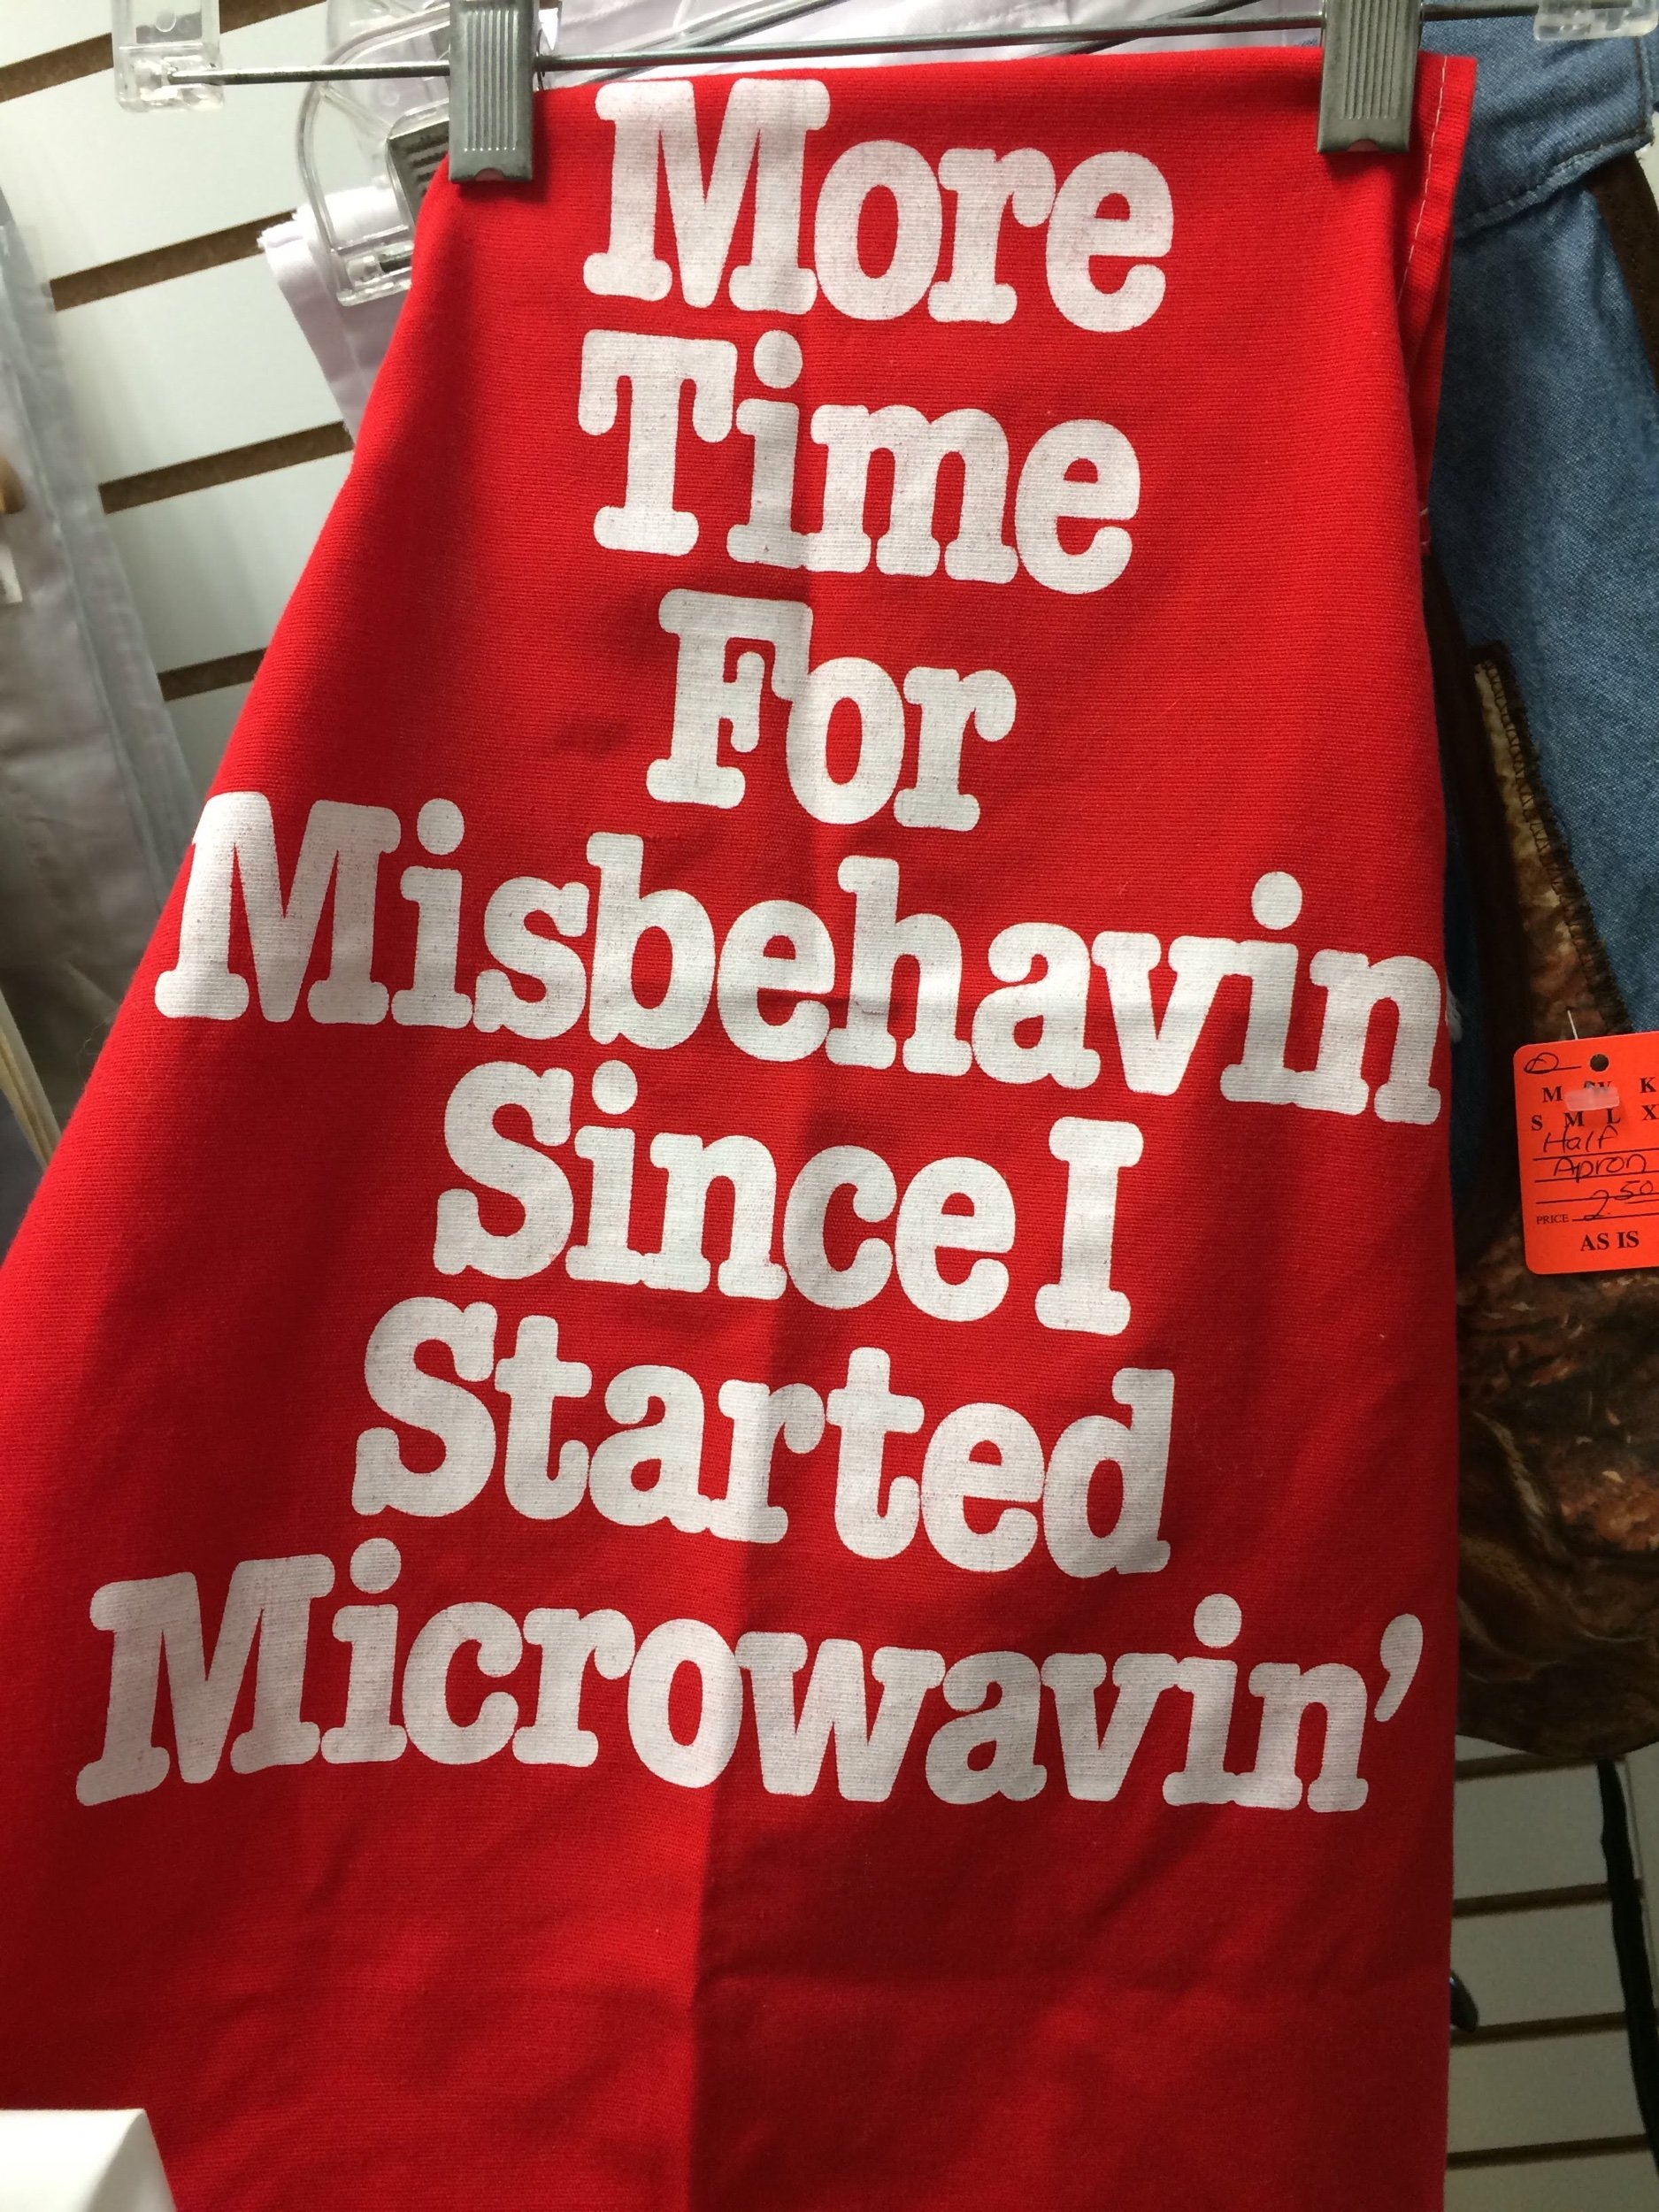 More
Time
For
Misbehavin
Since I
Started
Microwavin'
M K
S M L X
Half
Apron
PRICE 2.50
AS IS